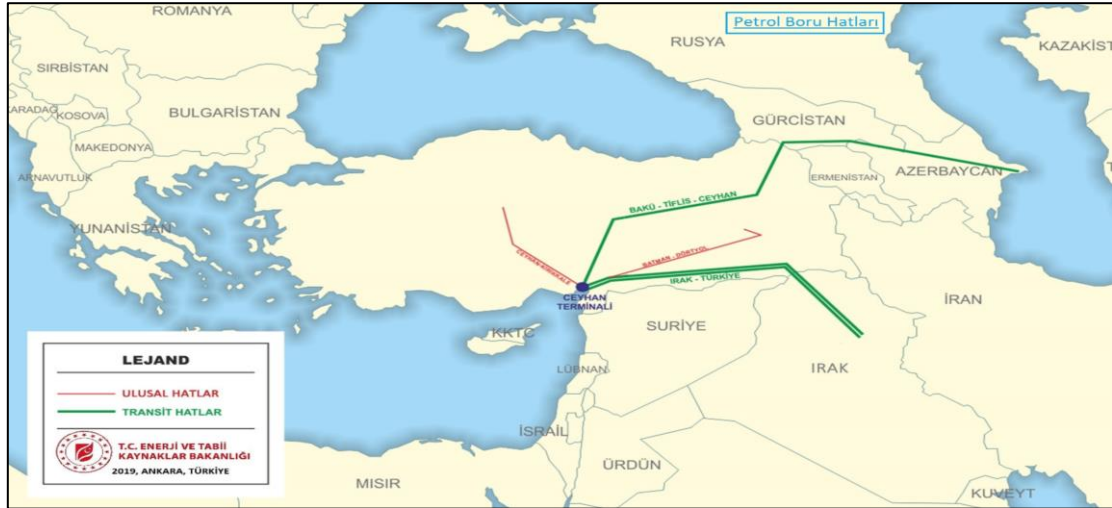 ROMANYA
Petrol Boru Hatları
RUSYA
KAZAKİST
SIRBİSTAN
KARADAĞ
KOSOVA
BULGARİSTAN
GÜRCİSTAN
MAKEDONYA
ARNAVUTLUK
ERMENİSTAN
AZERBAYCAN
BAKÜ - TİFLİS - CEYHAN
YUNANİSTAN
CEYHAN-KIRIKKALE
BATMAN - DÖRTYOL
IRAK - TÜRKİYE
CEYHAN
TERMİNALİ
İRAN
KKTC
SURİYE
LÜBNAN
IRAK
İSRAİL
ÜRDÜN
MISIR
KUVEYT
LEJAND
ULUSAL HATLAR
TRANSİT HATLAR
T.C. ENERJİ VE TABİİ
KAYNAKLAR BAKANLIĞI
2019, ANKARA, TÜRKİYE